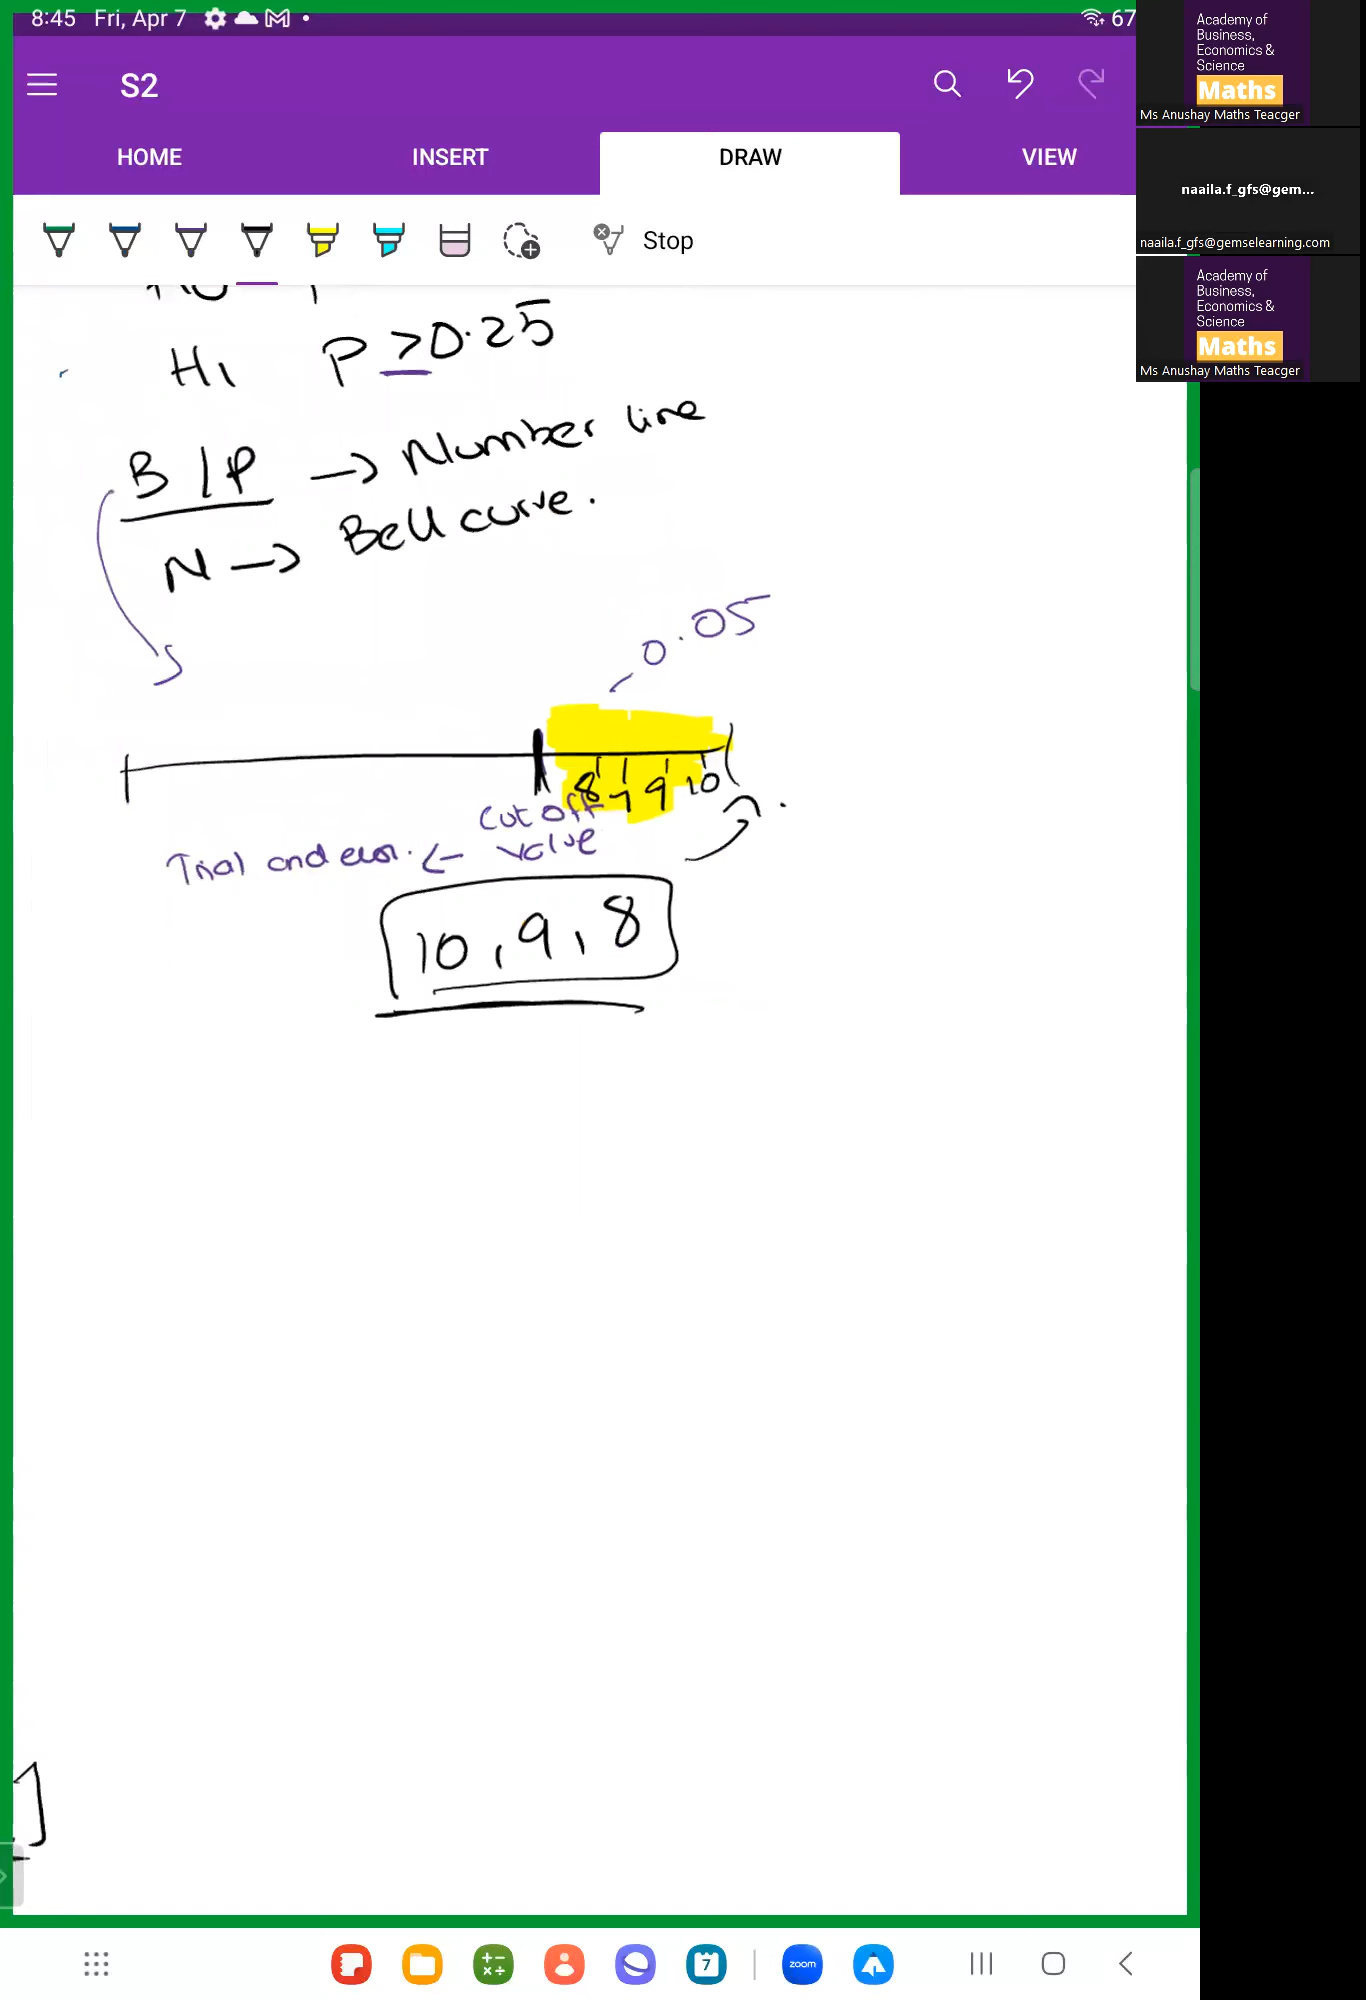 8:45 Fri, Apr 7
67
S2
HOME INSERT DRAW VIEW
Stop
Academy of
Business,
Economics &
Science
Maths
Ms Anushay Maths Teacger
naaila.f_gfs@gem...
naaila.f_gfs@gemselearning.com
Academy of
Business,
Economics &
Science
Maths
Ms Anushay Maths Teacger
H1 P >0.25
B / P → Number line
N → Bell curve.
0.05
8 9 10
Cut off
value
Trial and
10, 9, 8
7
zoom